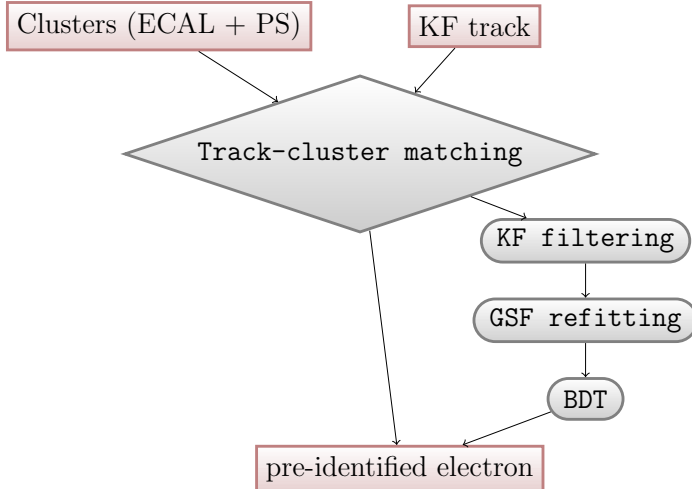 Clusters (ECAL + PS)
KF track
Track-cluster matching
KF filtering
GSF refitting
BDT
pre-identified electron